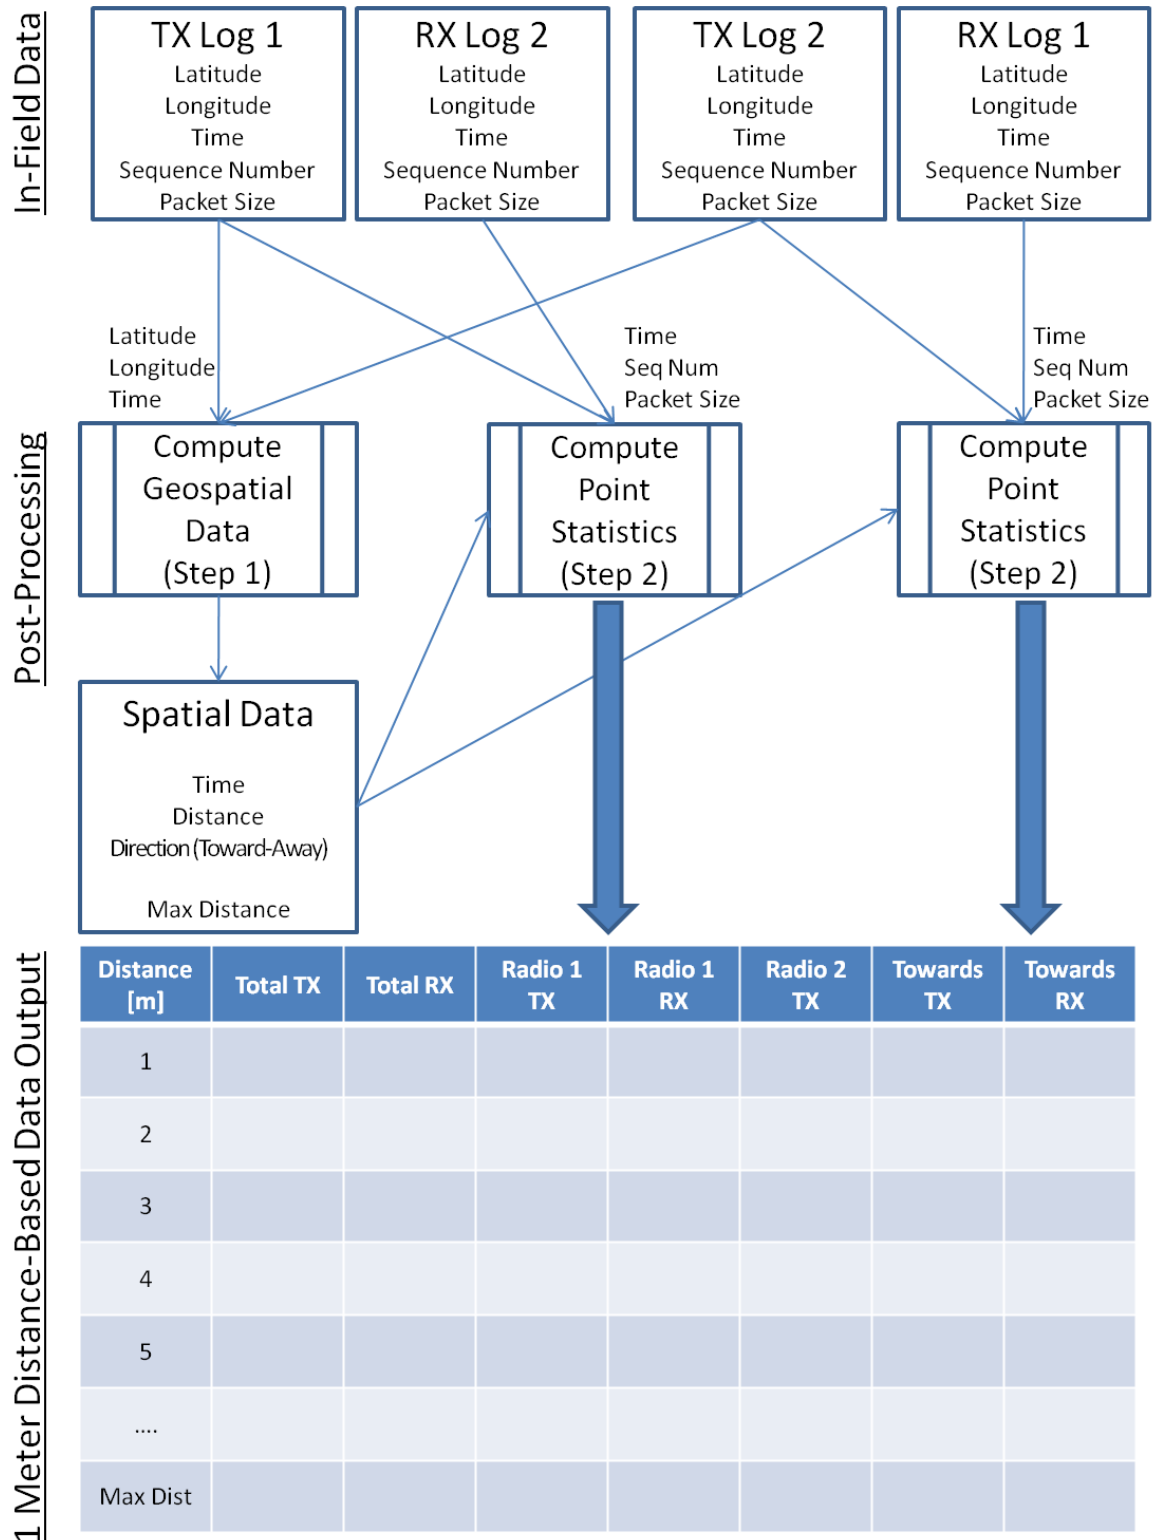 In-Field Data
TX Log 1
Latitude
Longitude
Time
Sequence Number
Packet Size
RX Log 2
Latitude
Longitude
Time
Sequence Number
Packet Size
TX Log 2
Latitude
Longitude
Time
Sequence Number
Packet Size
RX Log 1
Latitude
Longitude
Time
Sequence Number
Packet Size
Latitude
Longitude
Time
Time
Seq Num
Packet Size
Time
Seq Num
Packet Size
Post-Processing
Compute
Geospatial
Data
(Step 1)
Compute
Point
Statistics
(Step 2)
Compute
Point
Statistics
(Step 2)
Spatial Data
Time
Distance
Direction (Toward-Away)
Max Distance
1 Meter Distance-Based Data Output
Distance
[m]
Total TX
Total RX
Radio 1
TX
Radio 1
RX
Radio 2
TX
Towards
TX
Towards
RX
1
2
3
4
5
....
Max Dist